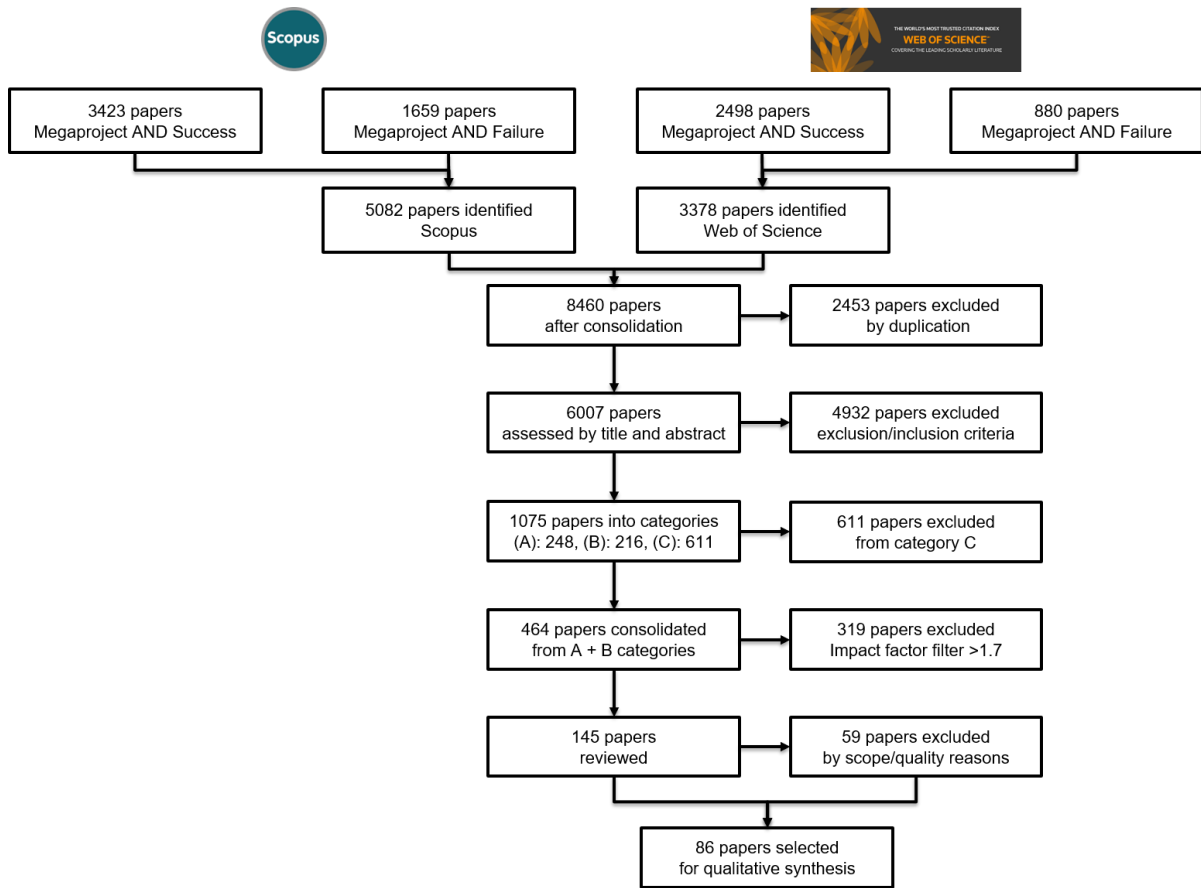 Scopus
THE WORLD'S MOST TRUSTED CITATION INDEX
WEB OF SCIENCE™
COVERING THE LEADING SCHOLARLY LITERATURE
3423 papers
Megaproject AND Success
1659 papers
Megaproject AND Failure
2498 papers
Megaproject AND Success
880 papers
Megaproject AND Failure
5082 papers identified
Scopus
3378 papers identified
Web of Science
8460 papers
after consolidation
2453 papers excluded
by duplication
6007 papers
assessed by title and abstract
4932 papers excluded
exclusion/inclusion criteria
1075 papers into categories
(A): 248, (B): 216, (C): 611
611 papers excluded
from category C
464 papers consolidated
from A + B categories
319 papers excluded
Impact factor filter >1.7
145 papers
reviewed
59 papers excluded
by scope/quality reasons
86 papers selected
for qualitative synthesis